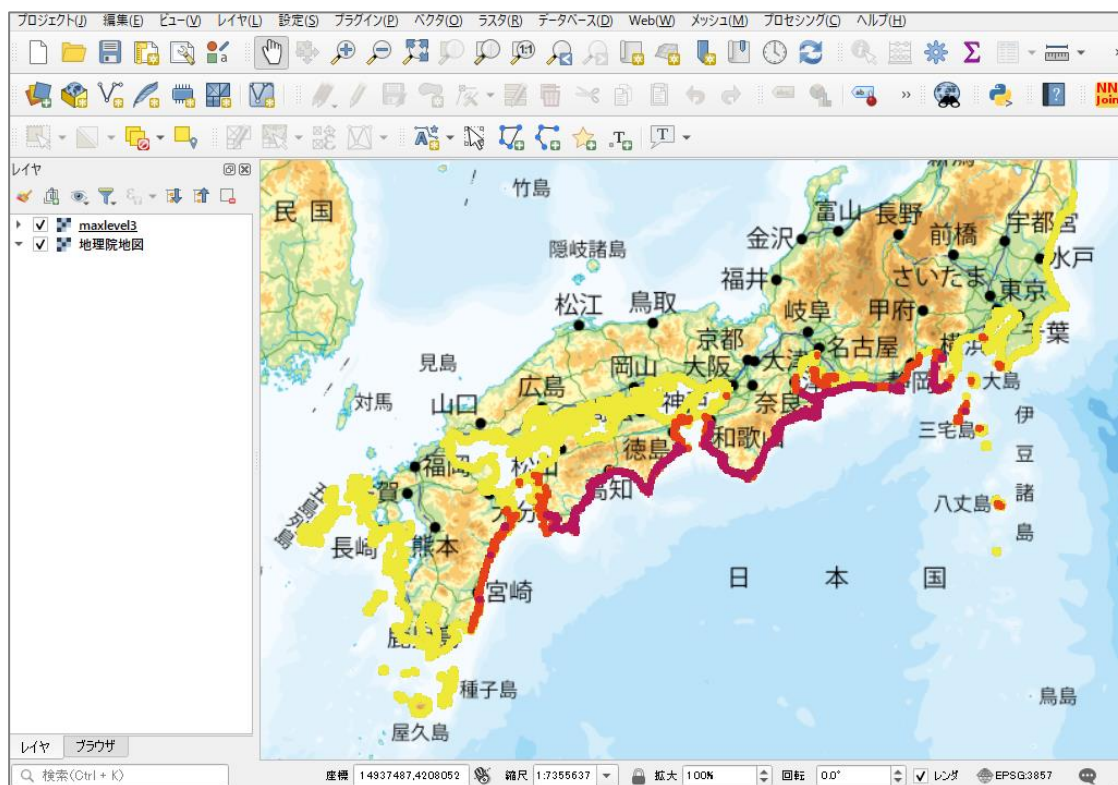 プロジェクト(J) 編集(E) ビュー(V) レイヤ(L) 設定(S) プラグイン(P) ベクタ(O) ラスタ(R) データベース(D) Web(W) メッシュ(M) プロセシング(C) ヘルプ(H)
1:1
NN
Join
レイヤ
maxlevel3
地理院地図
民国
竹島
隠岐諸島
富山
長野
前橋
宇都宮
水戸
金沢
さいたま
東京
福井
松江
鳥取
岐阜
甲府
千葉
見島
京都
大津
名古屋
横浜
岡山
大阪
対馬
広島
神戸
奈良
大島
山口
三宅島
伊豆諸島
徳島
和歌山
福岡
松山
高知
賀
大分
八丈島
五島列島
長崎
熊本
日本国
宮崎
鹿児島
種子島
鳥島
屋久島
レイヤ ブラウザ
検索(Ctrl + K)
座標 14937487,4208052 縮尺 1:7355637 拡大 100% 回転 0.0° レンダ EPSG:3857